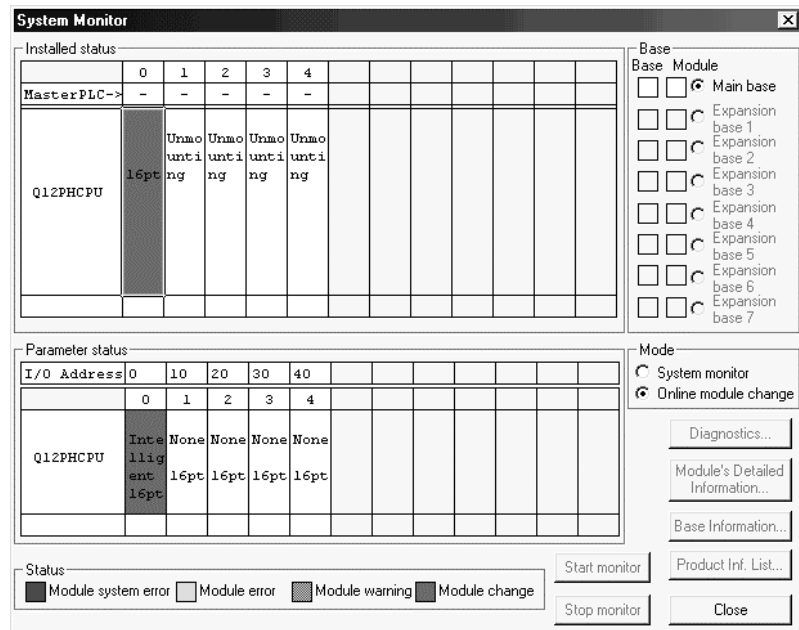 System Monitor
Installed status
0 1 2 3 4
MasterPLC-> - - - - -
Q12PHCPU
16pt
Unmo
unti
ng
Unmo
unti
ng
Unmo
unti
ng
Unmo
unti
ng
Base
Base Module
Main base
Expansion
base 1
Expansion
base 2
Expansion
base 3
Expansion
base 4
Expansion
base 5
Expansion
base 6
Expansion
base 7
Parameter status
I/O Address 0 10 20 30 40
0 1 2 3 4
Q12PHCPU
Inte
llig
ent
16pt
None
16pt
None
16pt
None
16pt
None
16pt
Mode
System monitor
Online module change
Diagnostics...
Module's Detailed
Information...
Base Information...
Product Inf. List...
Status
Module system error Module error Module warning Module change
Start monitor
Stop monitor
Close